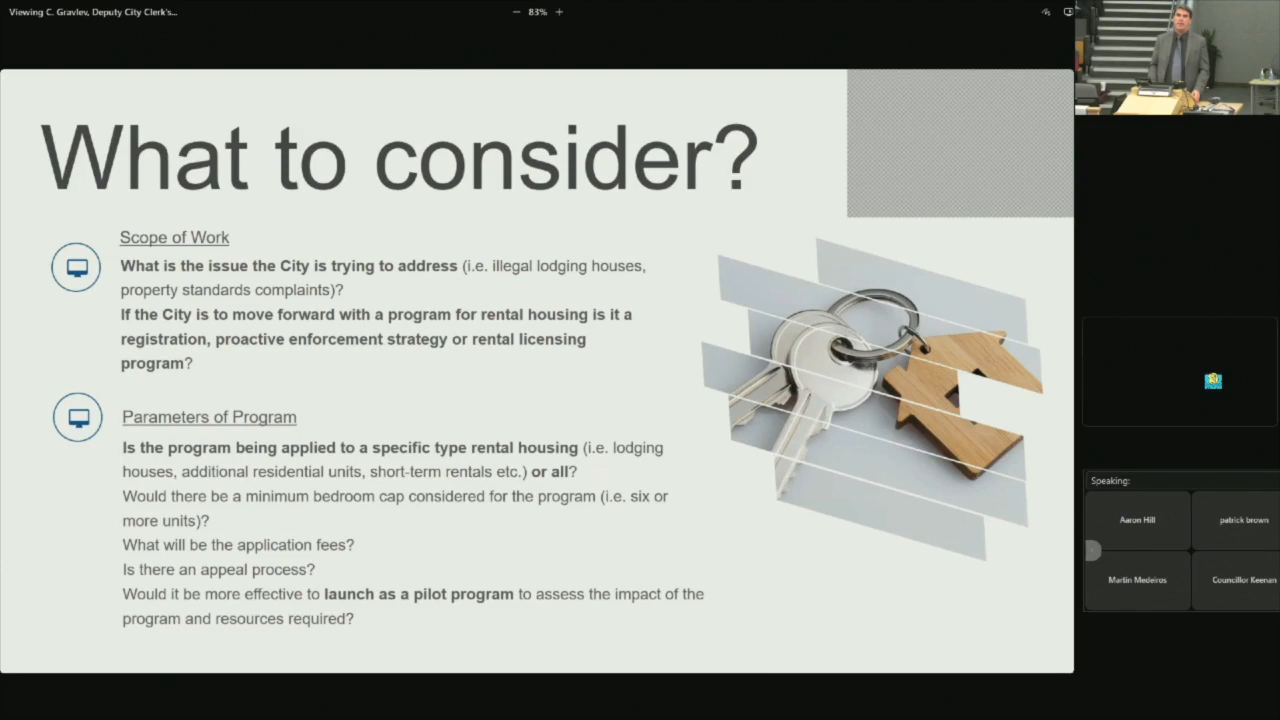 Viewing C. Gravlev, Deputy City Clerk's...
83%
What to consider?
Scope of Work
What is the issue the City is trying to address (i.e. illegal lodging houses,
property standards complaints)?
If the City is to move forward with a program for rental housing is it a
registration, proactive enforcement strategy or rental licensing
program?
Parameters of Program
Is the program being applied to a specific type rental housing (i.e. lodging
houses, additional residential units, short-term rentals etc.) or all?
Would there be a minimum bedroom cap considered for the program (i.e. six or
more units)?
What will be the application fees?
Is there an appeal process?
Would it be more effective to launch as a pilot program to assess the impact of the
program and resources required?
Speaking:
Aaron Hill
patrick brown
Martin Medeiros
Councillor Keenan